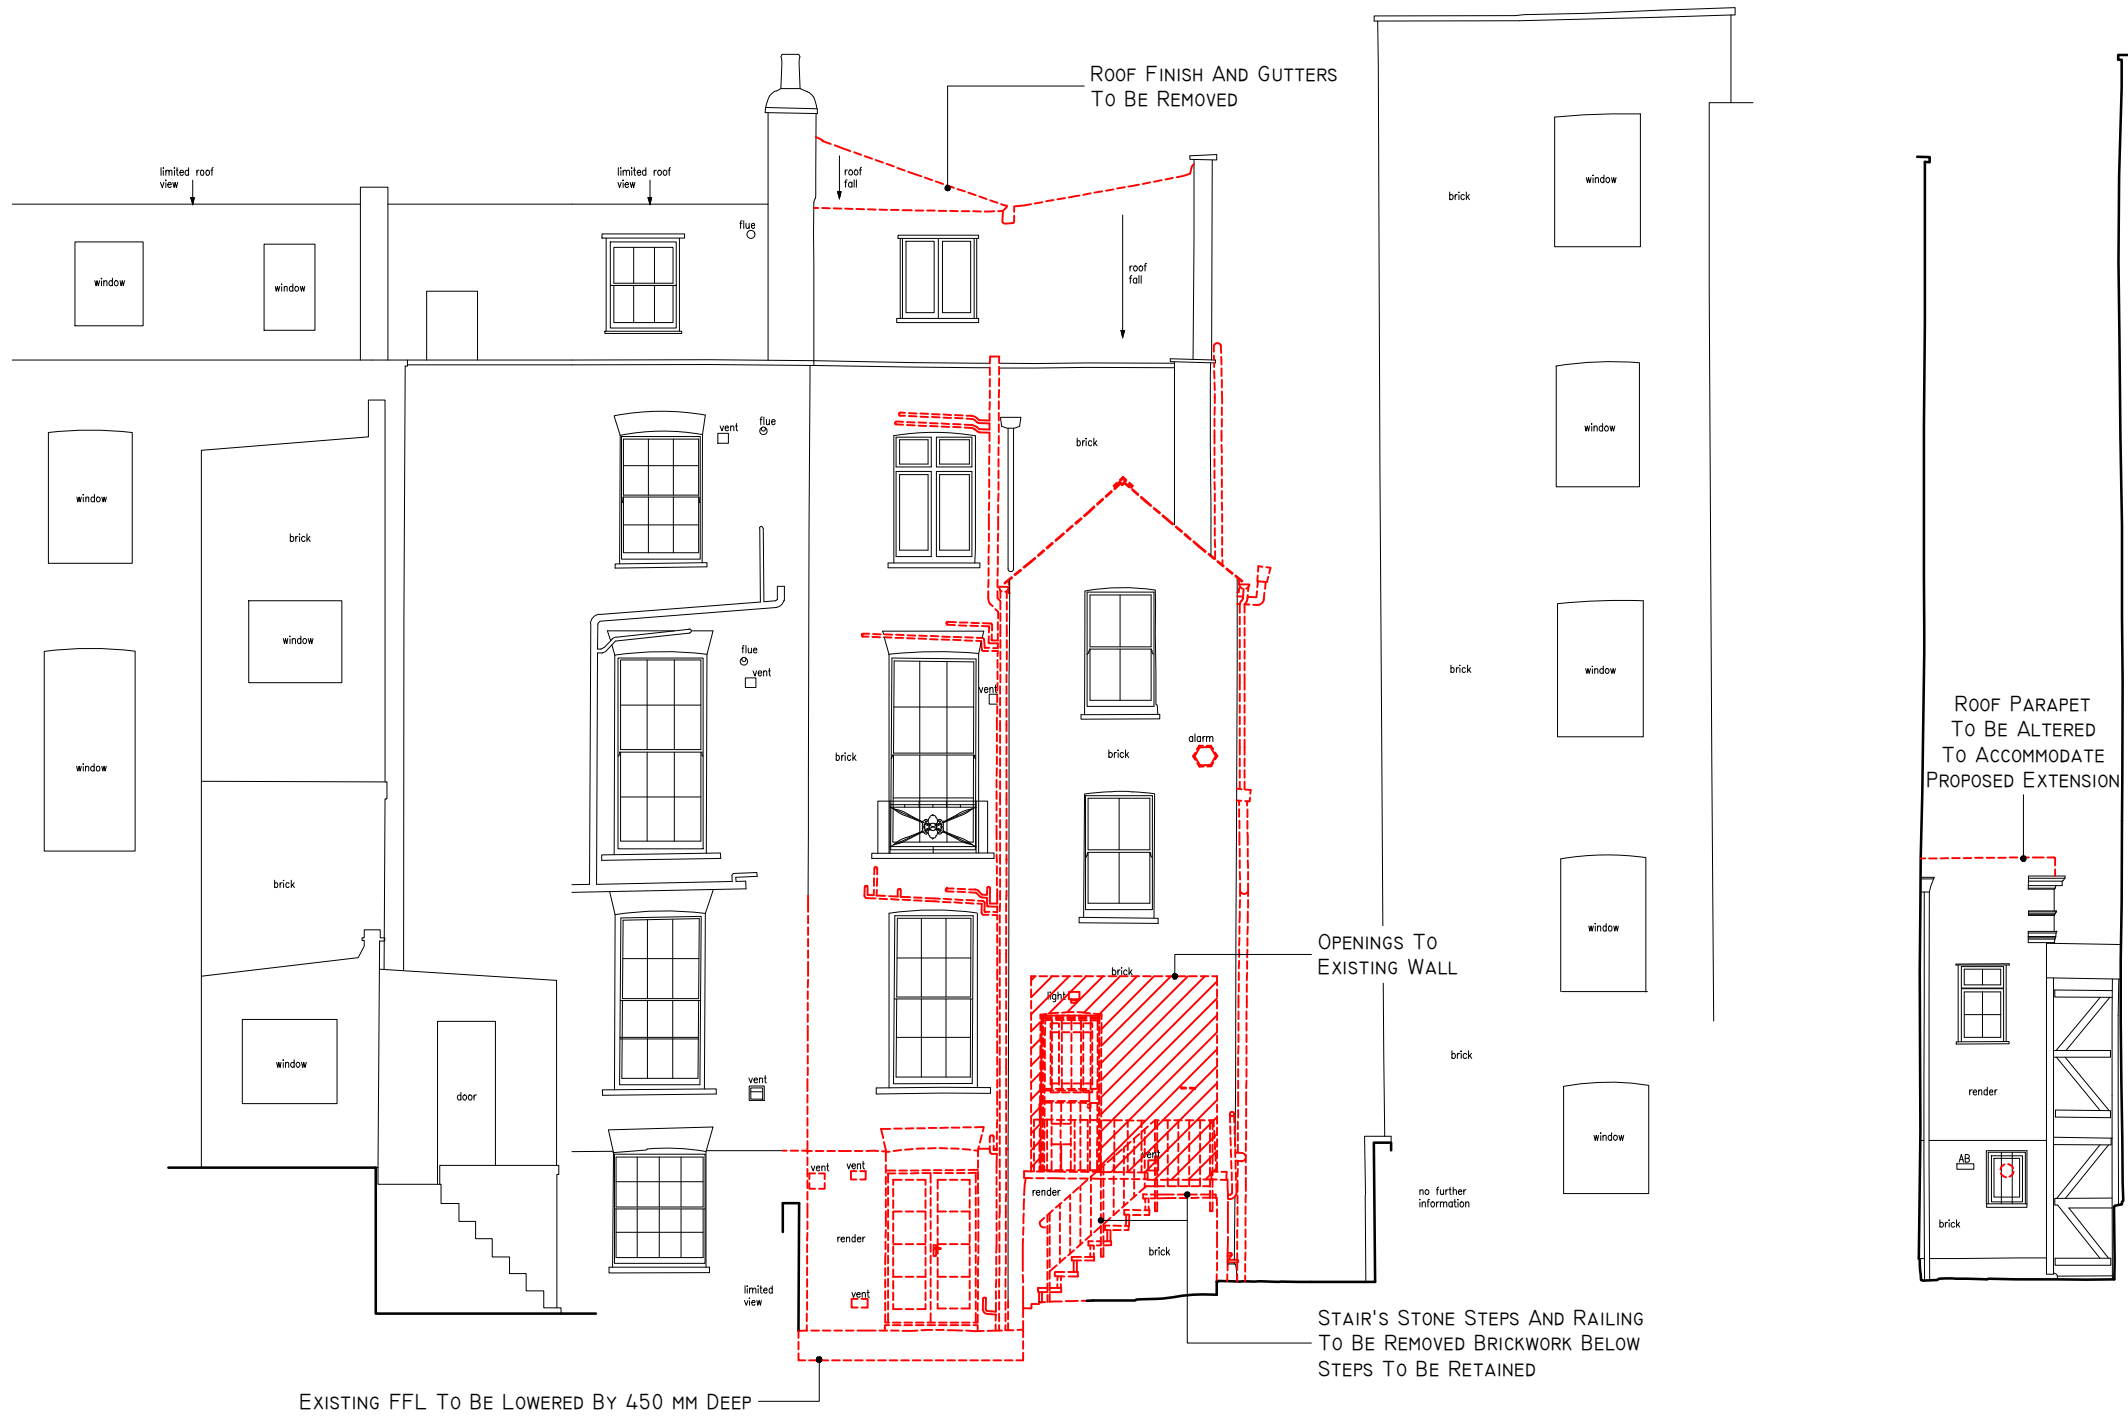 ROOF FINISH AND GUTTERS
TO BE REMOVED
limited roof
view
limited roof
view
roof
fall
flue
window
window
roof
fall
brick
window
window
brick
window
window
vent
flue
brick
window
flue
vent
vent
brick
brick
alarm
brick
window
brick
window
brick
window
door
vent
OPENINGS TO
EXISTING WALL
brick
light
vent
vent
vent
render
render
brick
vent
limited
view
brick
window
window
no further
information
ROOF PARAPET
TO BE ALTERED
TO ACCOMMODATE
PROPOSED EXTENSION
render
AB
brick
STAIR'S STONE STEPS AND RAILING
TO BE REMOVED BRICKWORK BELOW
STEPS TO BE RETAINED
EXISTING FFL TO BE LOWERED BY 450 MM DEEP